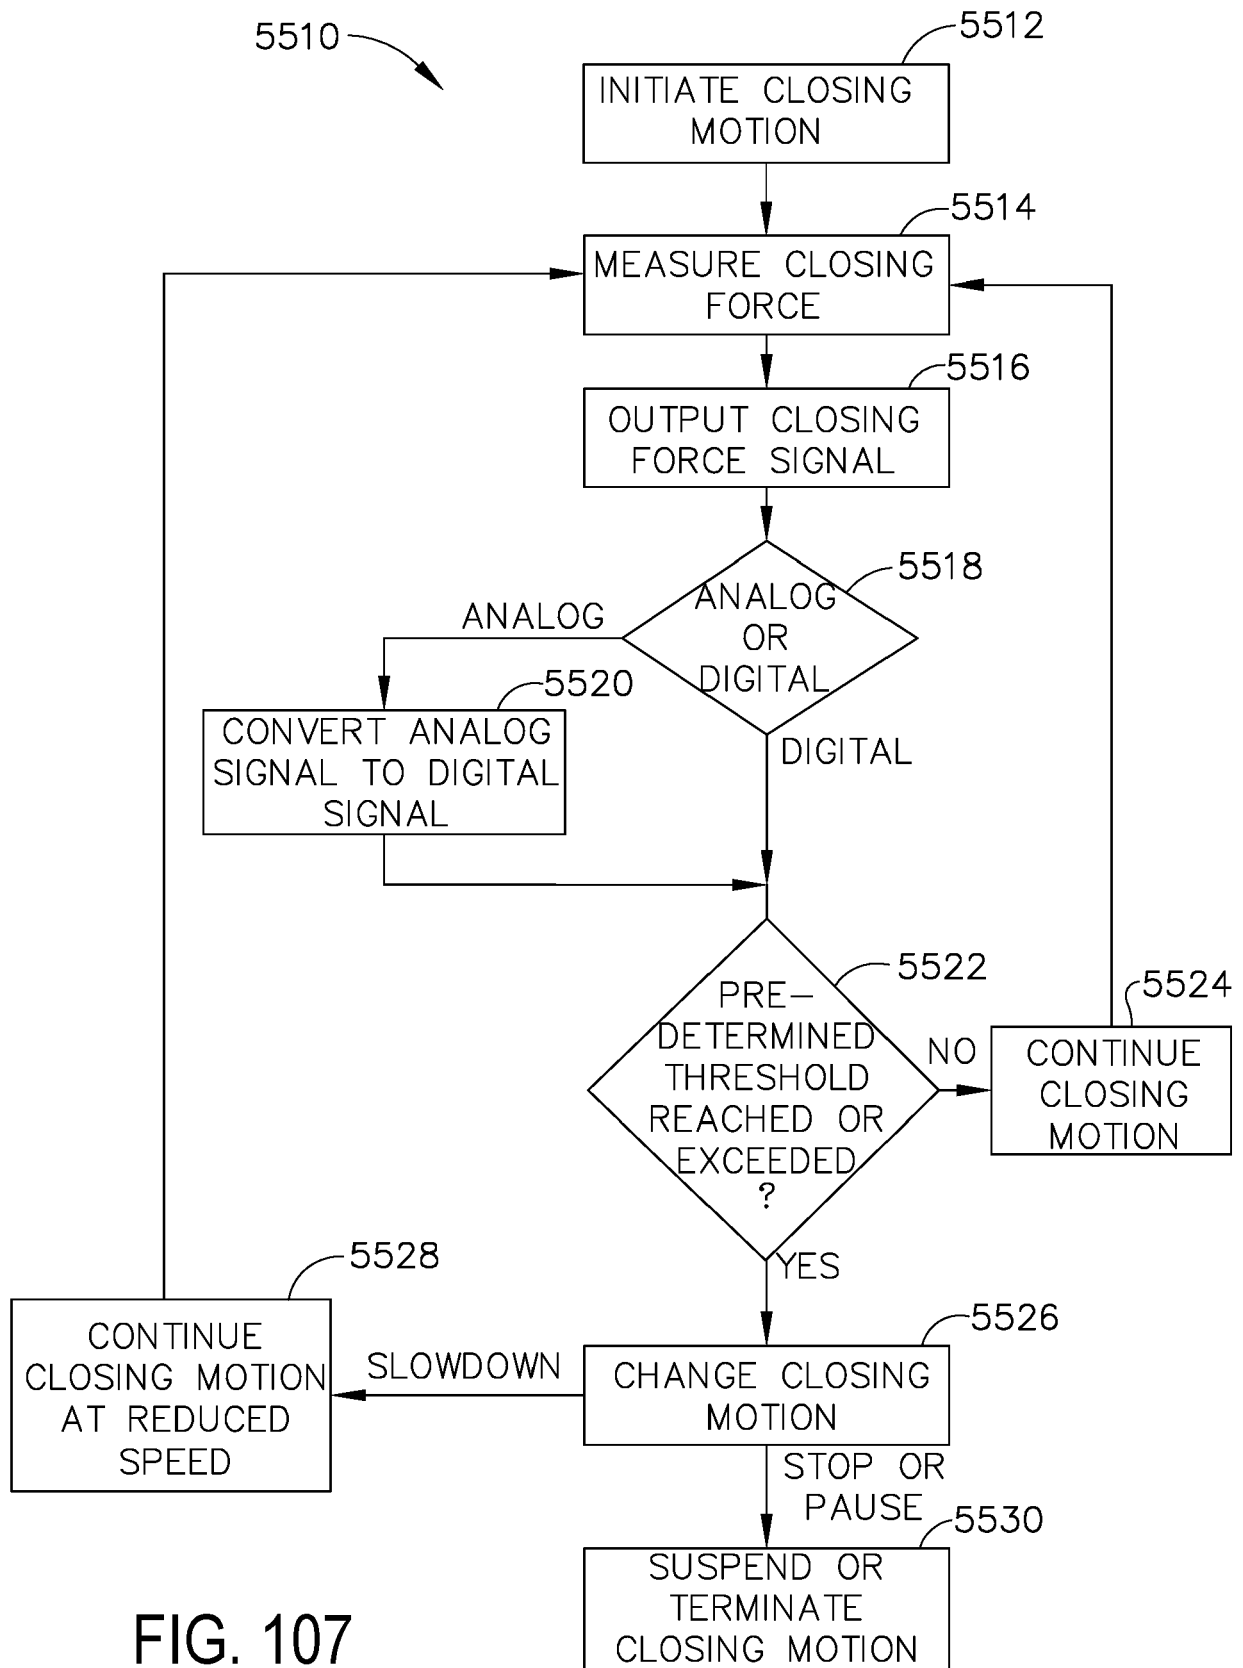 5510
5512
INITIATE CLOSING
MOTION
5514
MEASURE CLOSING
FORCE
5516
OUTPUT CLOSING
FORCE SIGNAL
5518
ANALOG
OR
DIGITAL
ANALOG
5520
CONVERT ANALOG
SIGNAL TO DIGITAL
SIGNAL
DIGITAL
5522
PRE-
DETERMINED
THRESHOLD
REACHED OR
EXCEEDED
?
NO
5524
CONTINUE
CLOSING
MOTION
YES
5526
CHANGE CLOSING
MOTION
SLOWDOWN
5528
CONTINUE
CLOSING MOTION
AT REDUCED
SPEED
STOP OR
PAUSE
5530
SUSPEND OR
TERMINATE
CLOSING MOTION
FIG. 107